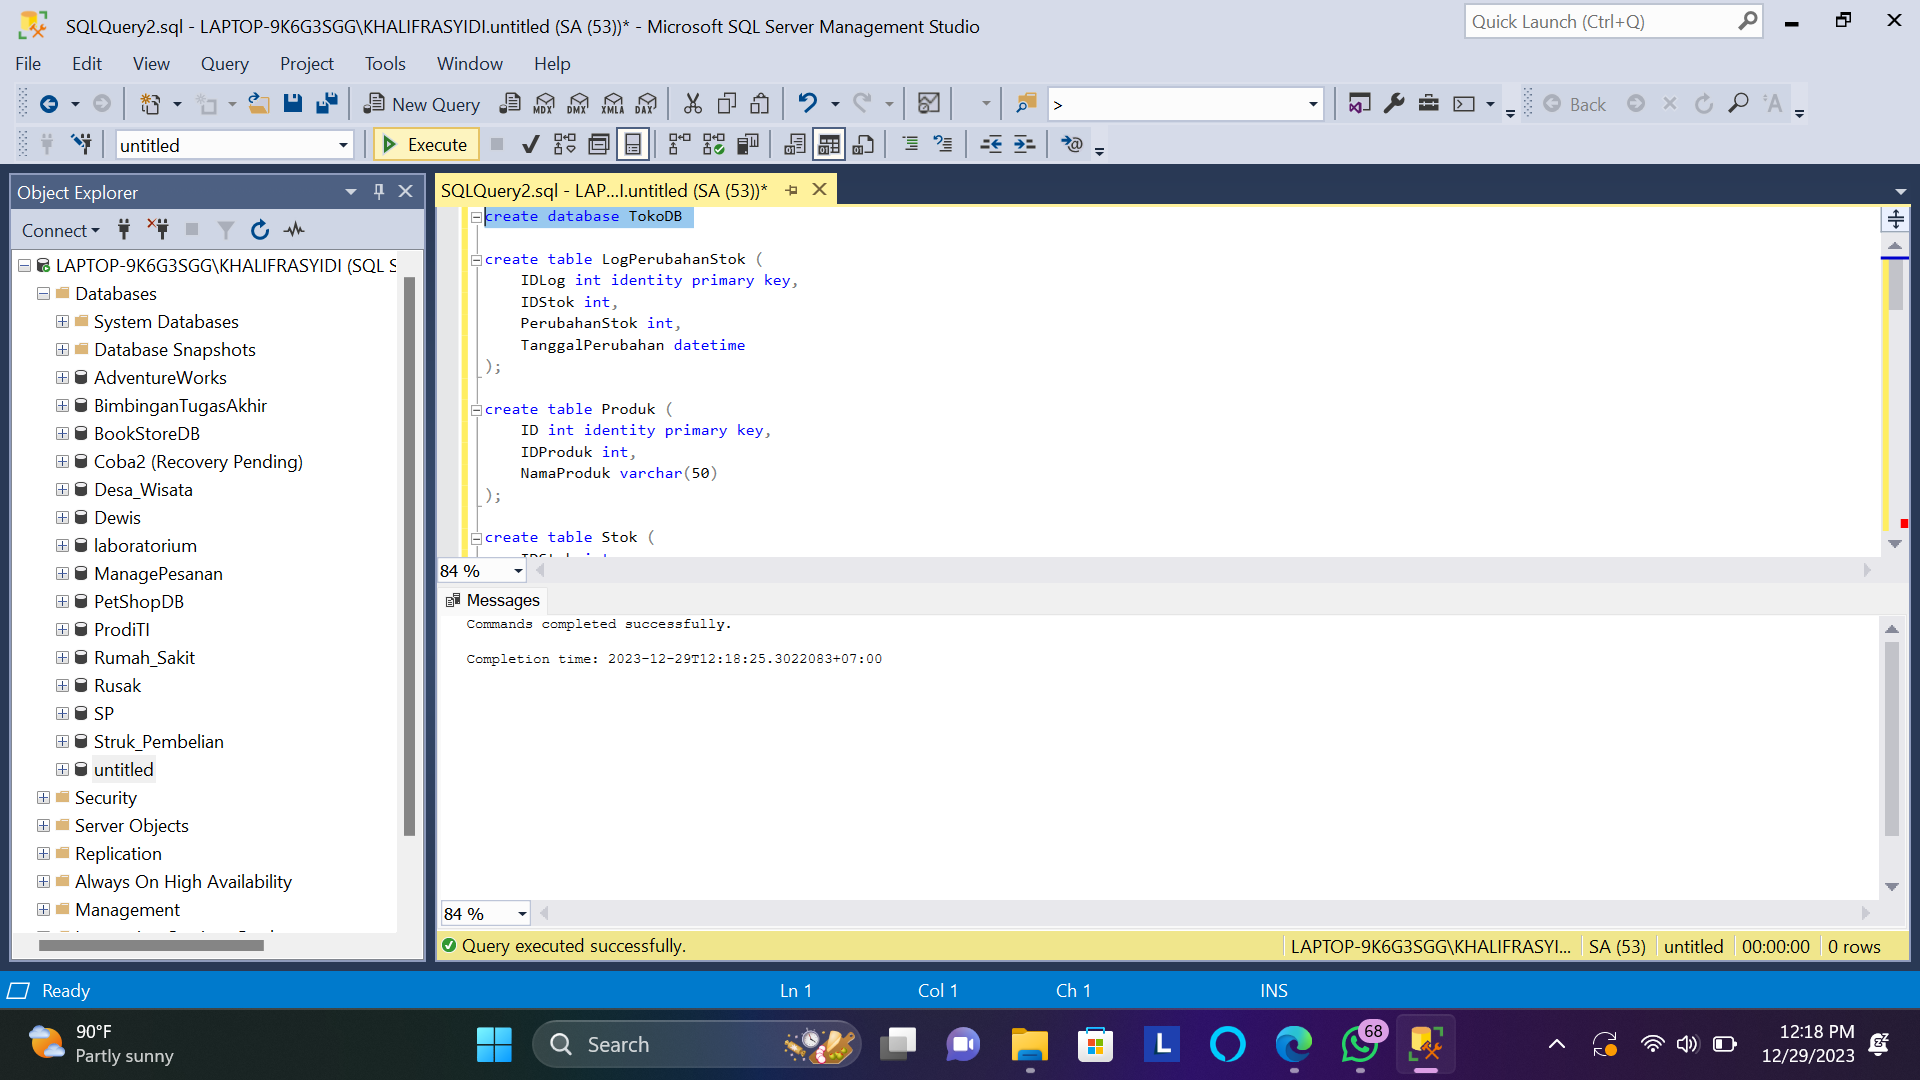 SQLQuery2.sql - LAPTOP-9K6G3SGG\KHALIFRASYIDI.untitled (SA (53))* - Microsoft SQL Server Management Studio
Quick Launch (Ctrl+Q)
File Edit View Query Project Tools Window Help
New Query
MDX DMX XMLA DAX
>
Back
untitled
Execute
Object Explorer
Connect
LAPTOP-9K6G3SGG\KHALIFRASYIDI (SQL S
Databases
System Databases
Database Snapshots
AdventureWorks
BimbinganTugasAkhir
BookStoreDB
Coba2 (Recovery Pending)
Desa_Wisata
Dewis
laboratorium
ManagePesanan
PetShopDB
ProdiTI
Rumah_Sakit
Rusak
SP
Struk_Pembelian
untitled
Security
Server Objects
Replication
Always On High Availability
Management
SQLQuery2.sql - LAP...l.untitled (SA (53))*
create database TokoDB
create table LogPerubahanStok (
IDLog int identity primary key,
IDStok int,
PerubahanStok int,
TanggalPerubahan datetime
);
create table Produk (
ID int identity primary key,
IDProduk int,
NamaProduk varchar(50)
);
create table Stok (
84 %
Messages
Commands completed successfully.
Completion time: 2023-12-29T12:18:25.3022083+07:00
84 %
Query executed successfully.
LAPTOP-9K6G3SGG\KHALIFRASYI... SA (53) untitled 00:00:00 0 rows
Ready
Ln 1 Col 1 Ch 1 INS
90°F
Partly sunny
Search
L
68
12:18 PM
12/29/2023